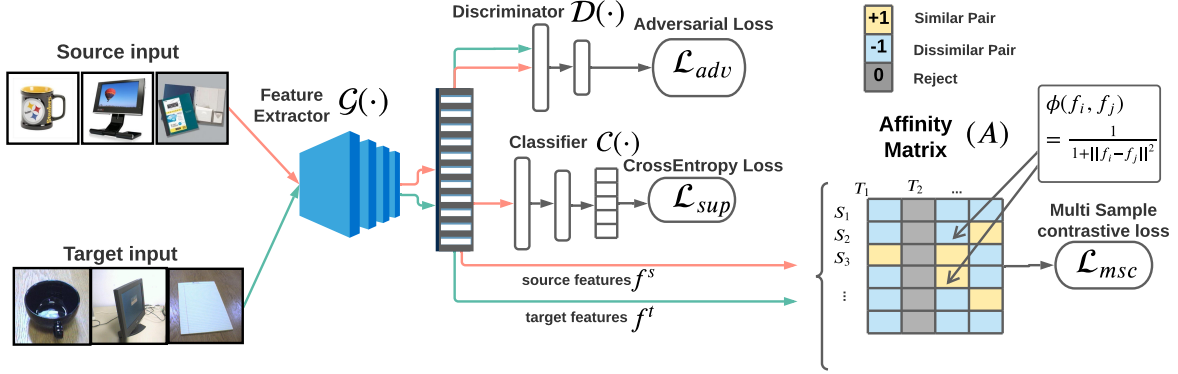 Source input
Feature
Extractor
𝒢(·)
Target input
Discriminator 𝒟(·)
Adversarial Loss
ℒ_adv
Classifier 𝒞(·)
CrossEntropy Loss
ℒ_sup
source features f^s
target features f^t
+1 Similar Pair
-1 Dissimilar Pair
0 Reject
Affinity
Matrix
(A)
ϕ(f_i, f_j)
= 1 / (1+||f_i − f_j||^2)
T_1 T_2 ...
S_1
S_2
S_3
...
Multi Sample
contrastive loss
ℒ_msc